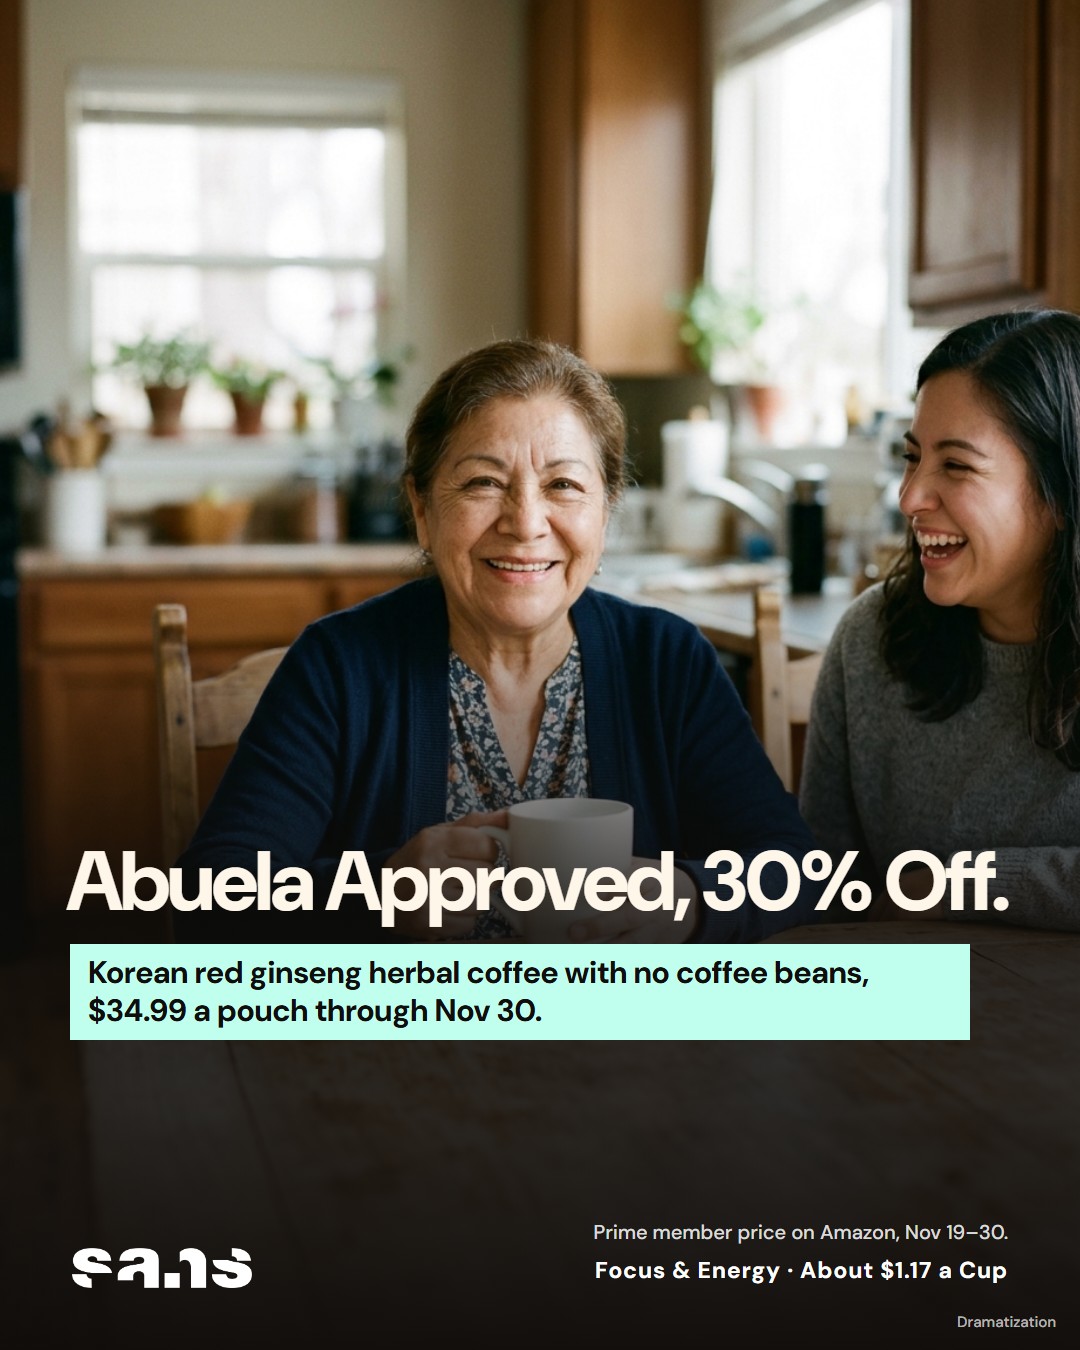 Abuela Approved, 30% Off.
Korean red ginseng herbal coffee with no coffee beans,
$34.99 a pouch through Nov 30.
sans
Prime member price on Amazon, Nov 19–30.
Focus & Energy · About $1.17 a Cup
Dramatization